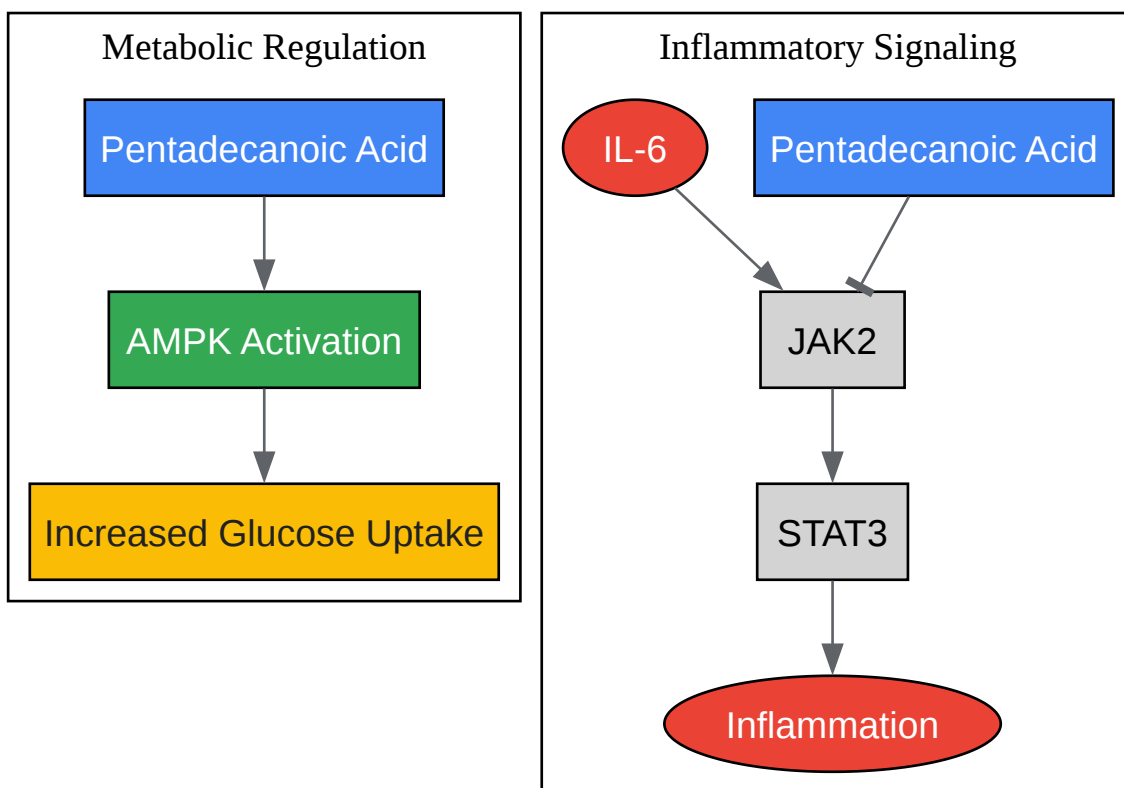 Metabolic Regulation
Pentadecanoic Acid
AMPK Activation
Increased Glucose Uptake
Inflammatory Signaling
IL-6
Pentadecanoic Acid
JAK2
STAT3
Inflammation